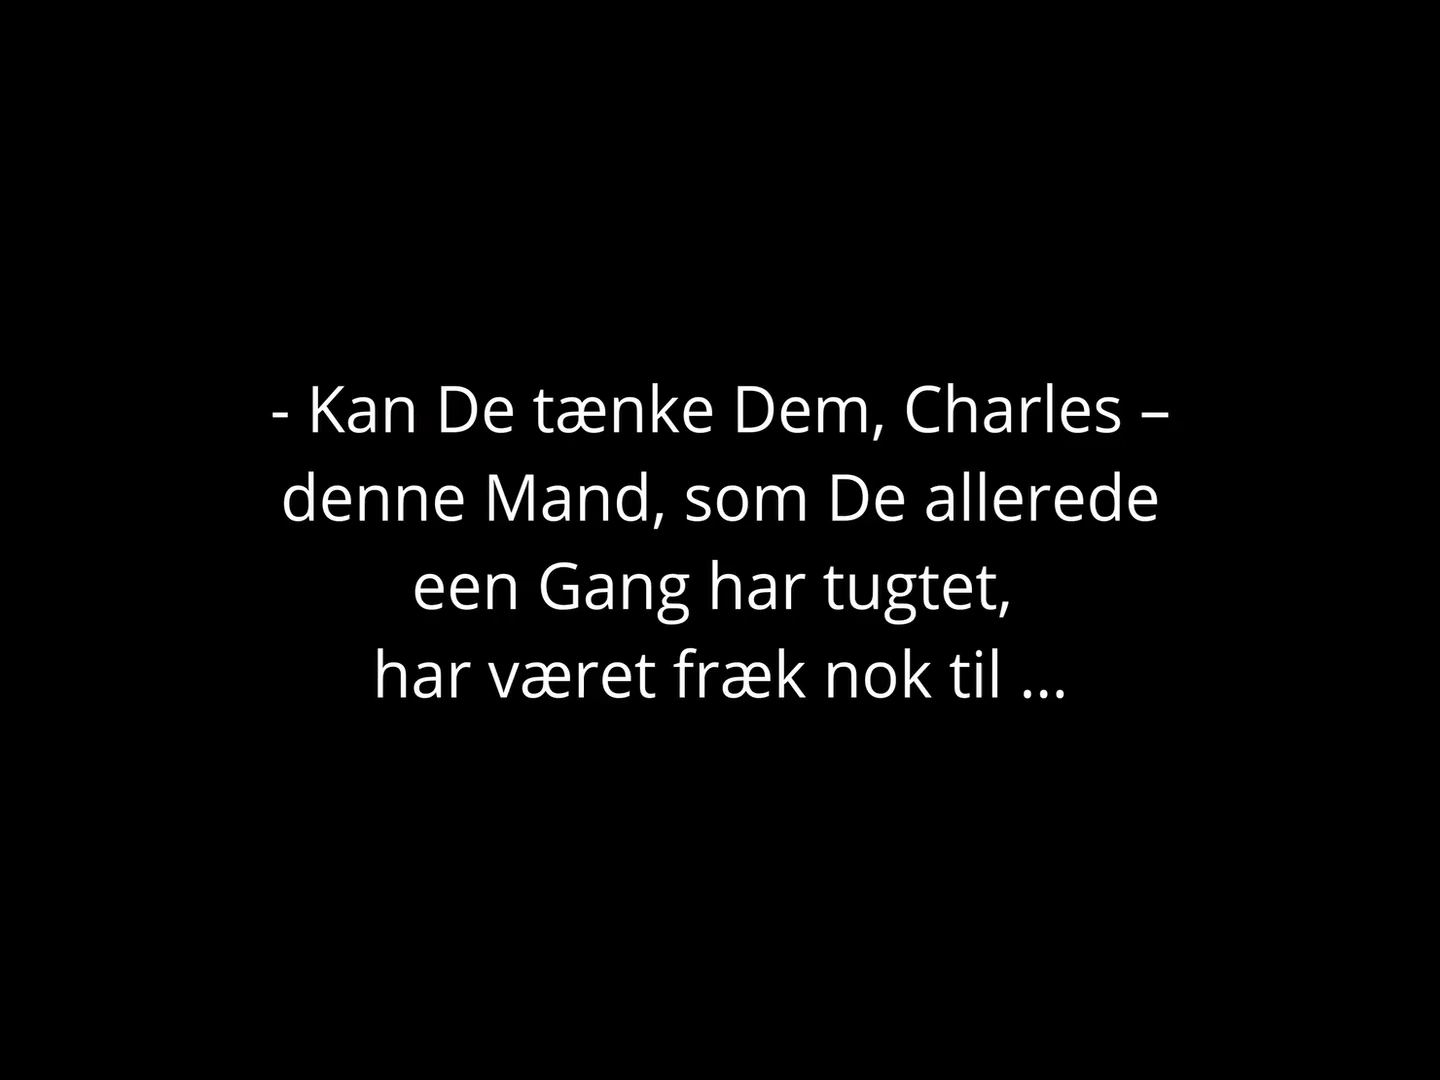 - Kan De tænke Dem, Charles –
denne Mand, som De allerede
een Gang har tugtet,
har været fræk nok til ...